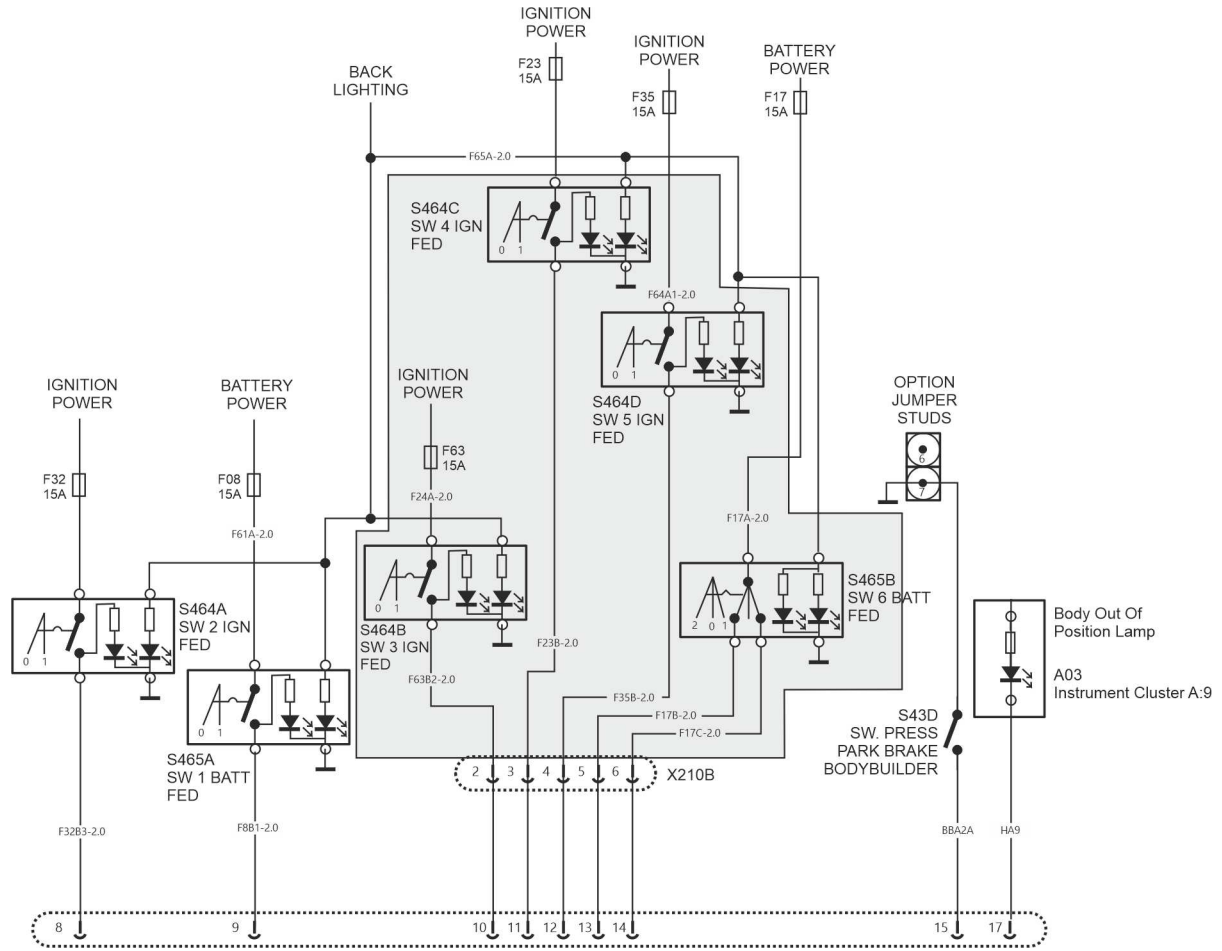 IGNITION
POWER
F23
15A
IGNITION
POWER
F35
15A
BATTERY
POWER
F17
15A
BACK
LIGHTING
F65A-2.0
S464C
SW 4 IGN
FED
0 1
F64A1-2.0
0 1
S464D
SW 5 IGN
FED
IGNITION
POWER
F32
15A
BATTERY
POWER
F08
15A
F61A-2.0
IGNITION
POWER
F63
15A
F24A-2.0
OPTION
JUMPER
STUDS
6
7
F17A-2.0
0 1
S464A
SW 2 IGN
FED
0 1
S464B
SW 3 IGN
FED
2 0 1
S465B
SW 6 BATT
FED
Body Out Of
Position Lamp
A03
Instrument Cluster A:9
0 1
S465A
SW 1 BATT
FED
F63B2-2.0
F23B-2.0
F35B-2.0
F17B-2.0
F17C-2.0
S43D
SW. PRESS
PARK BRAKE
BODYBUILDER
2 3 4 5 6
X210B
F32B3-2.0
F8B1-2.0
BBA2A
HA9
8 9 10 11 12 13 14 15 17